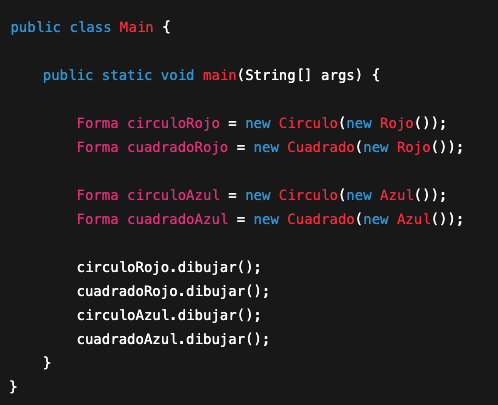 public class Main {
public static void main(String[] args) {
Forma circuloRojo = new Circulo(new Rojo());
Forma cuadradoRojo = new Cuadrado(new Rojo());
Forma circuloAzul = new Circulo(new Azul());
Forma cuadradoAzul = new Cuadrado(new Azul());
circuloRojo.dibujar();
cuadradoRojo.dibujar();
circuloAzul.dibujar();
cuadradoAzul.dibujar();
}
}